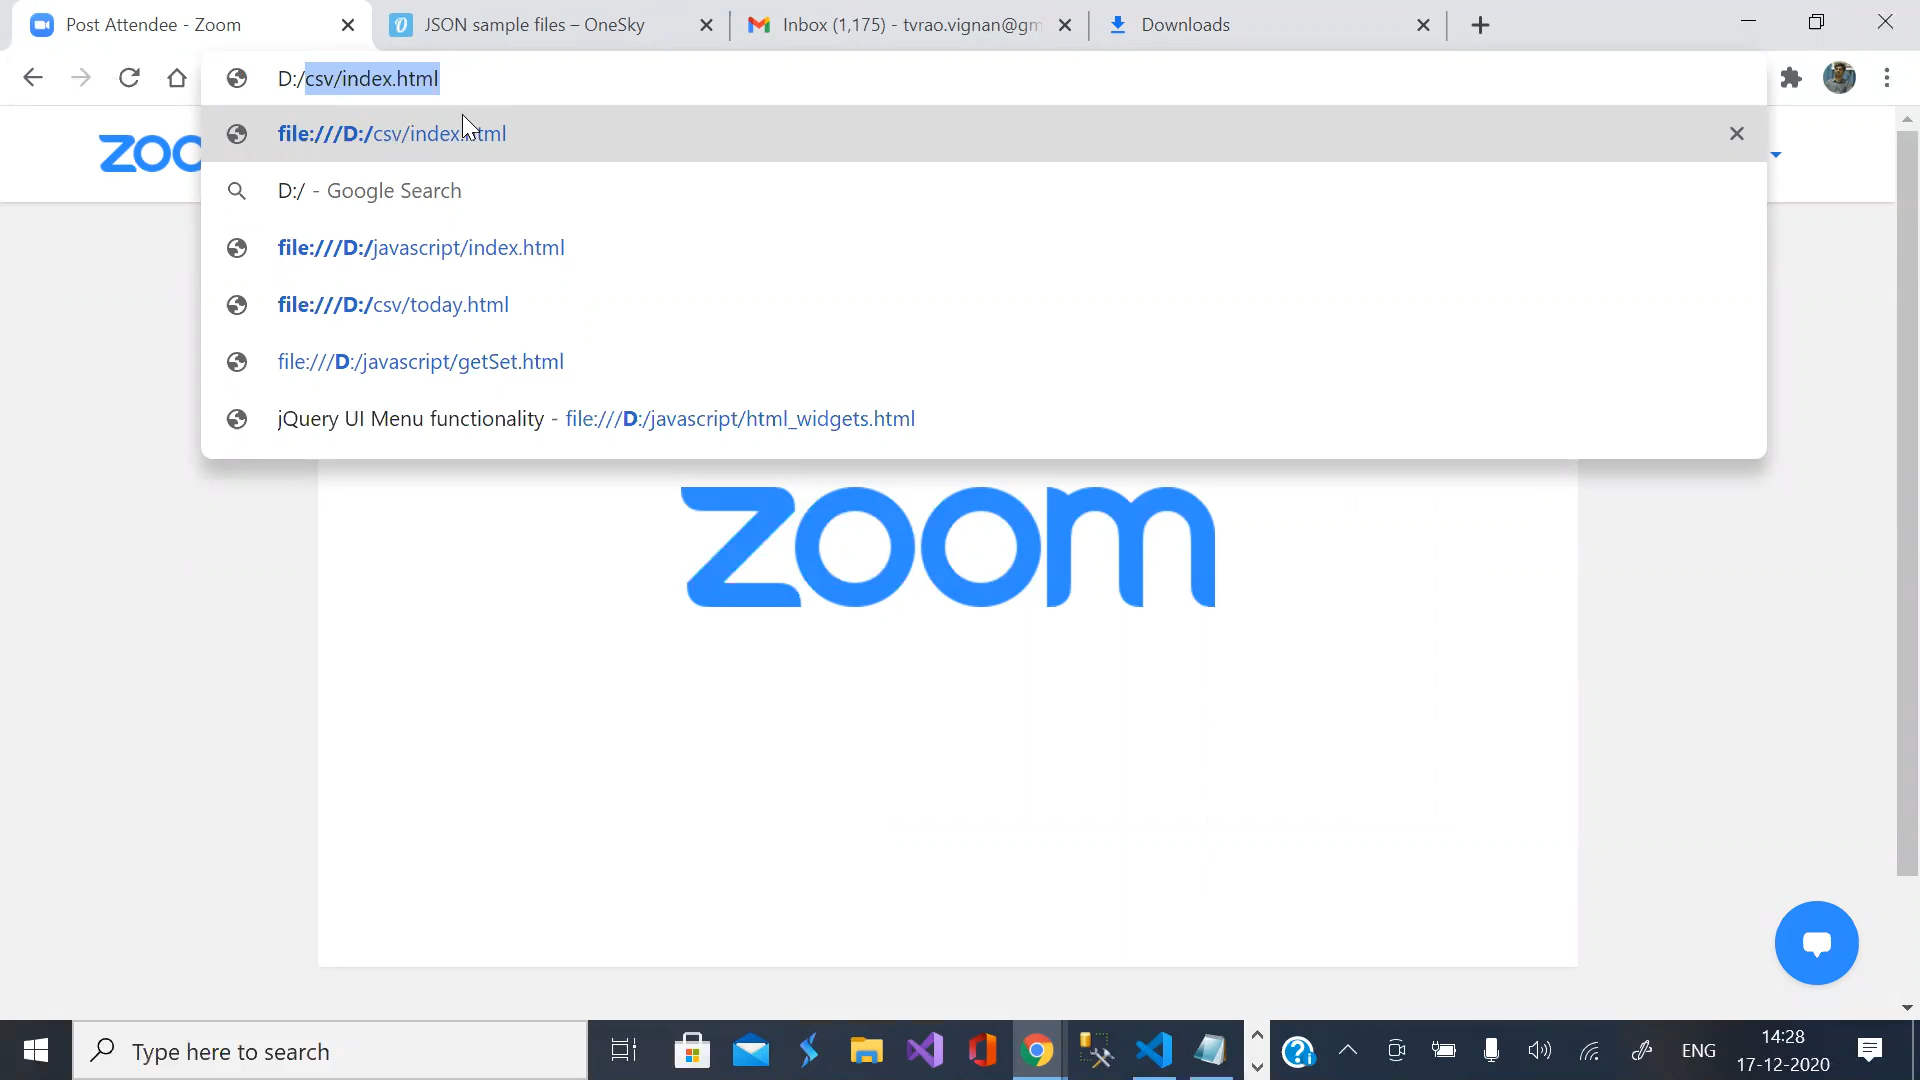 Post Attendee - Zoom
JSON sample files – OneSky
Inbox (1,175) - tvrao.vignan@gm
Downloads
D:/csv/index.html
file:///D:/csv/index.html
D:/ - Google Search
file:///D:/javascript/index.html
file:///D:/csv/today.html
file:///D:/javascript/getSet.html
jQuery UI Menu functionality - file:///D:/javascript/html_widgets.html
zoom
Type here to search
ENG
14:28
17-12-2020